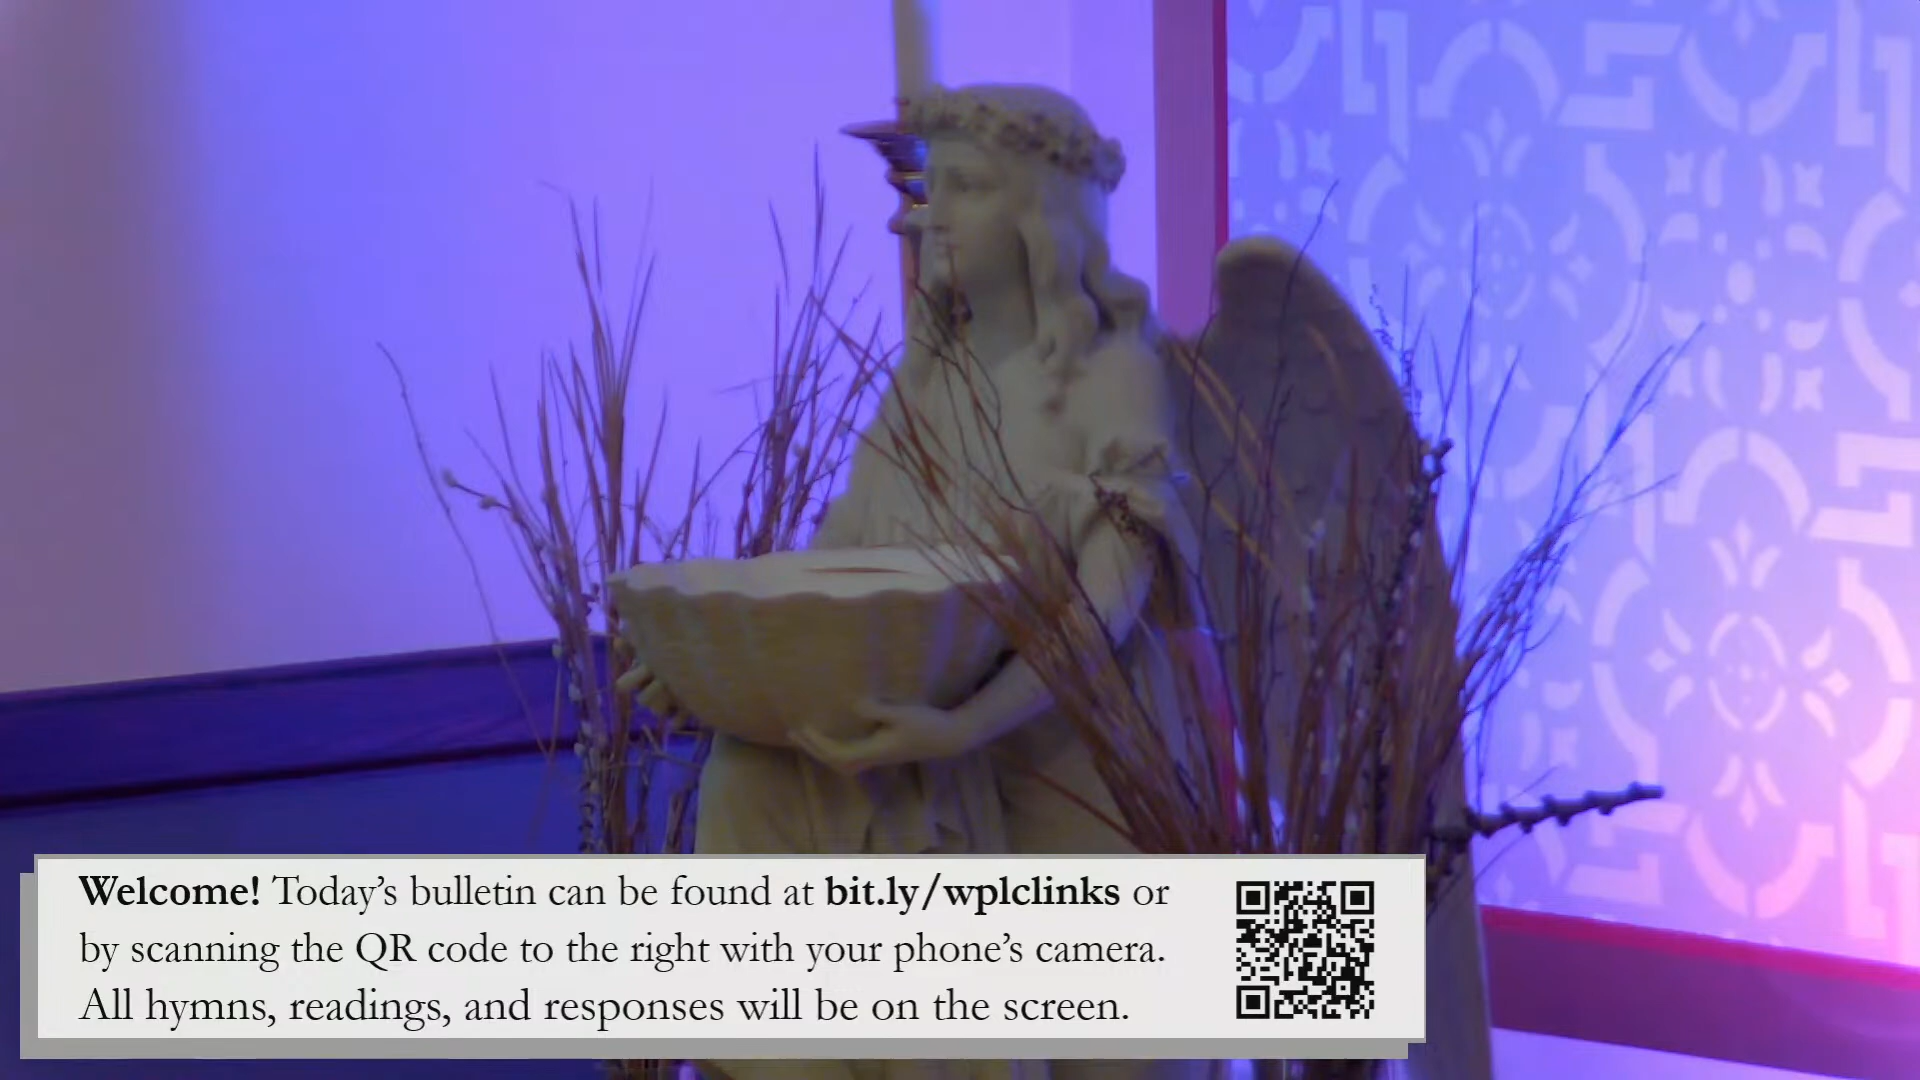 Welcome! Today's bulletin can be found at bit.ly/wplclinks or
by scanning the QR code to the right with your phone's camera.
All hymns, readings, and responses will be on the screen.